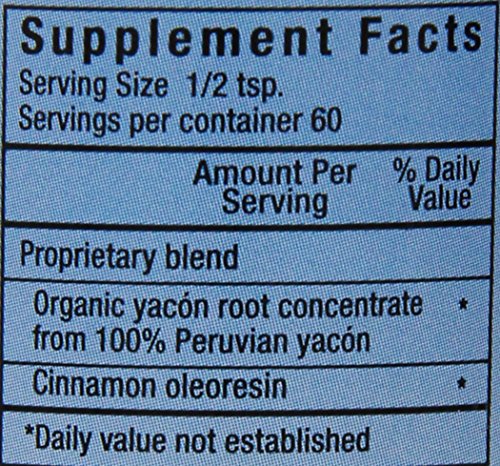 Supplement Facts
Serving Size 1/2 tsp.
Servings per container 60
Amount Per % Daily
Serving Value
Proprietary blend
Organic yacón root concentrate *
from 100% Peruvian yacón
Cinnamon oleoresin *
*Daily value not established